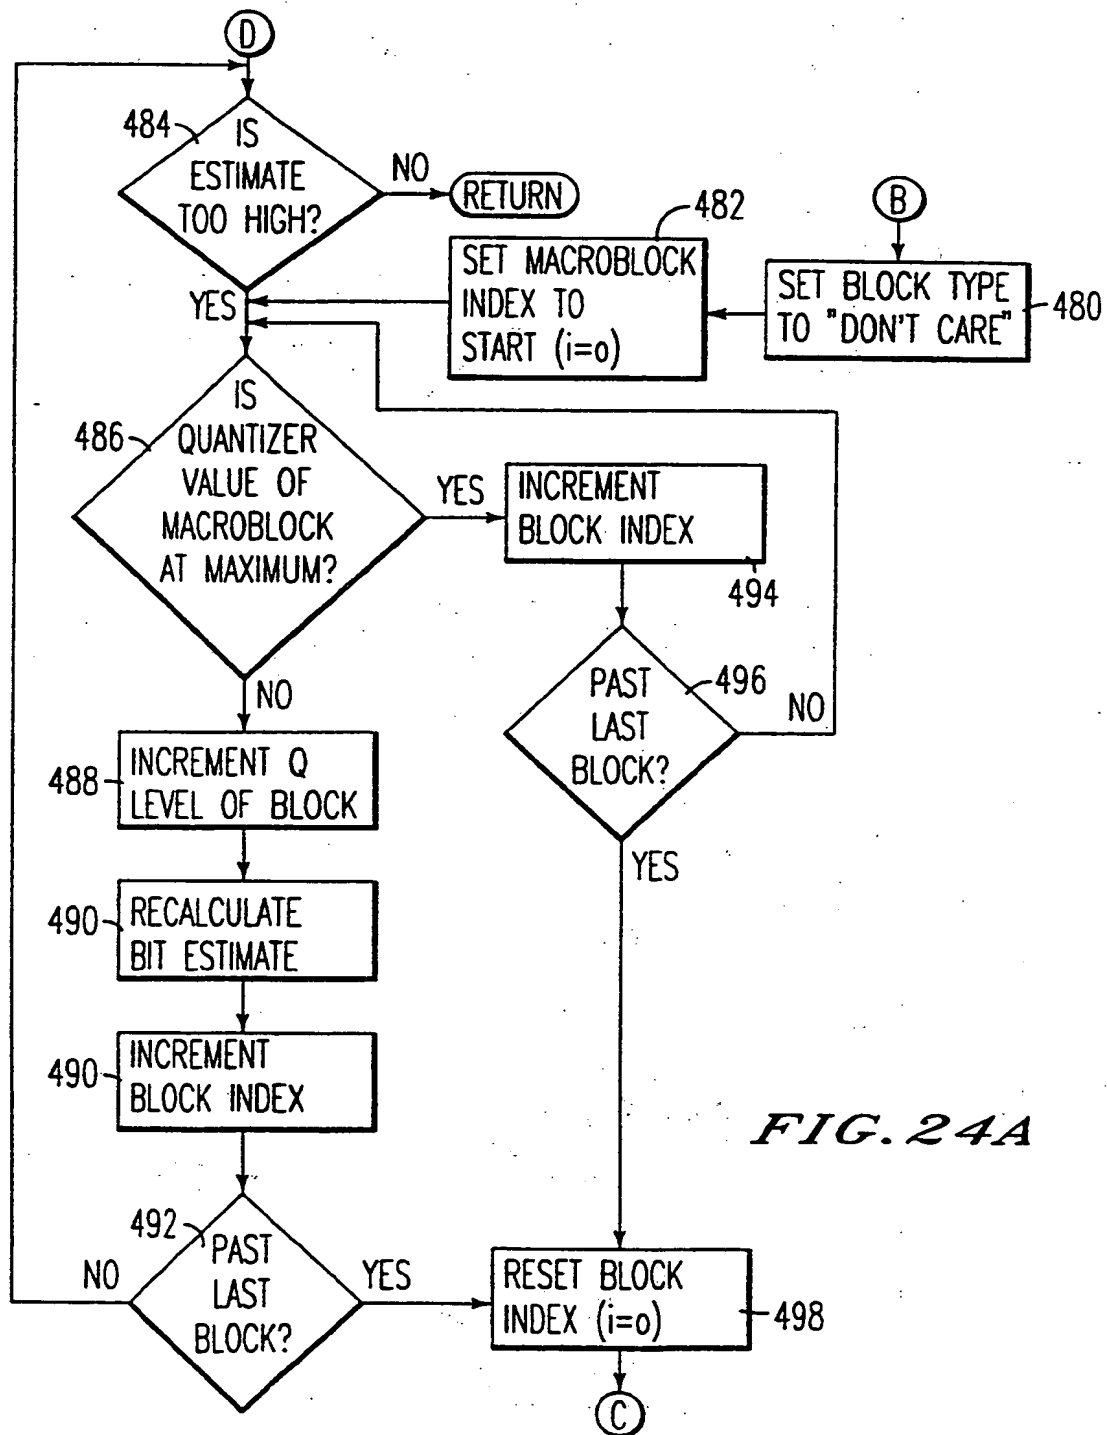 D
484
IS
ESTIMATE
TOO HIGH?
NO
RETURN
482
B
SET MACROBLOCK
INDEX TO
START (i=o)
SET BLOCK TYPE
TO "DON'T CARE"
480
YES
486
IS
QUANTIZER
VALUE OF
MACROBLOCK
AT MAXIMUM?
YES
INCREMENT
BLOCK INDEX
494
NO
PAST
LAST
BLOCK?
496
NO
488
INCREMENT Q
LEVEL OF BLOCK
YES
490
RECALCULATE
BIT ESTIMATE
490
INCREMENT
BLOCK INDEX
FIG. 24A
492
PAST
LAST
BLOCK?
NO
YES
RESET BLOCK
INDEX (i=o)
498
C